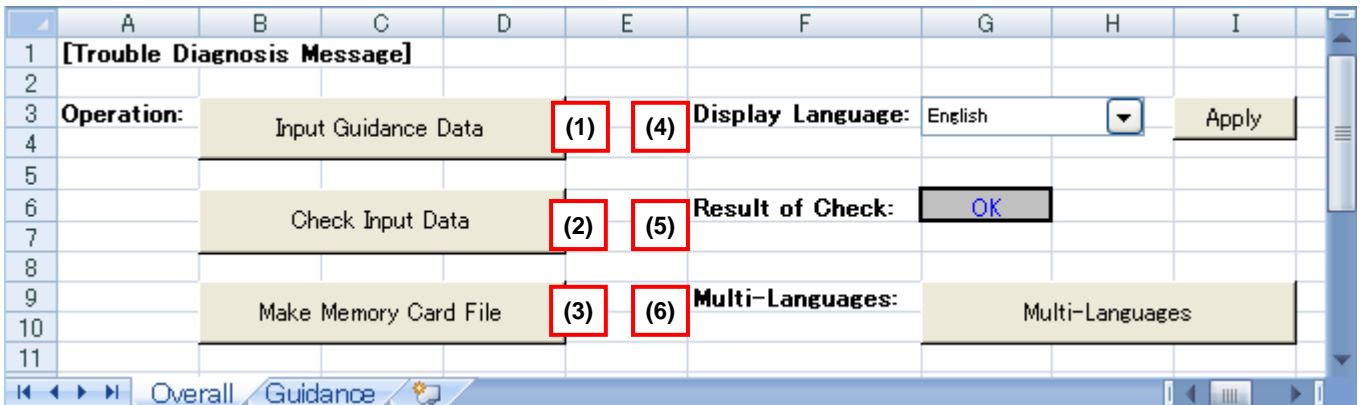 A B C D E F G H I
1 [Trouble Diagnosis Message]
2
3 Operation: Input Guidance Data (1) (4) Display Language: English Apply
4
5
6 Check Input Data (2) (5) Result of Check: OK
7
8
9 Make Memory Card File (3) (6) Multi-Languages: Multi-Languages
10
11
Overall Guidance